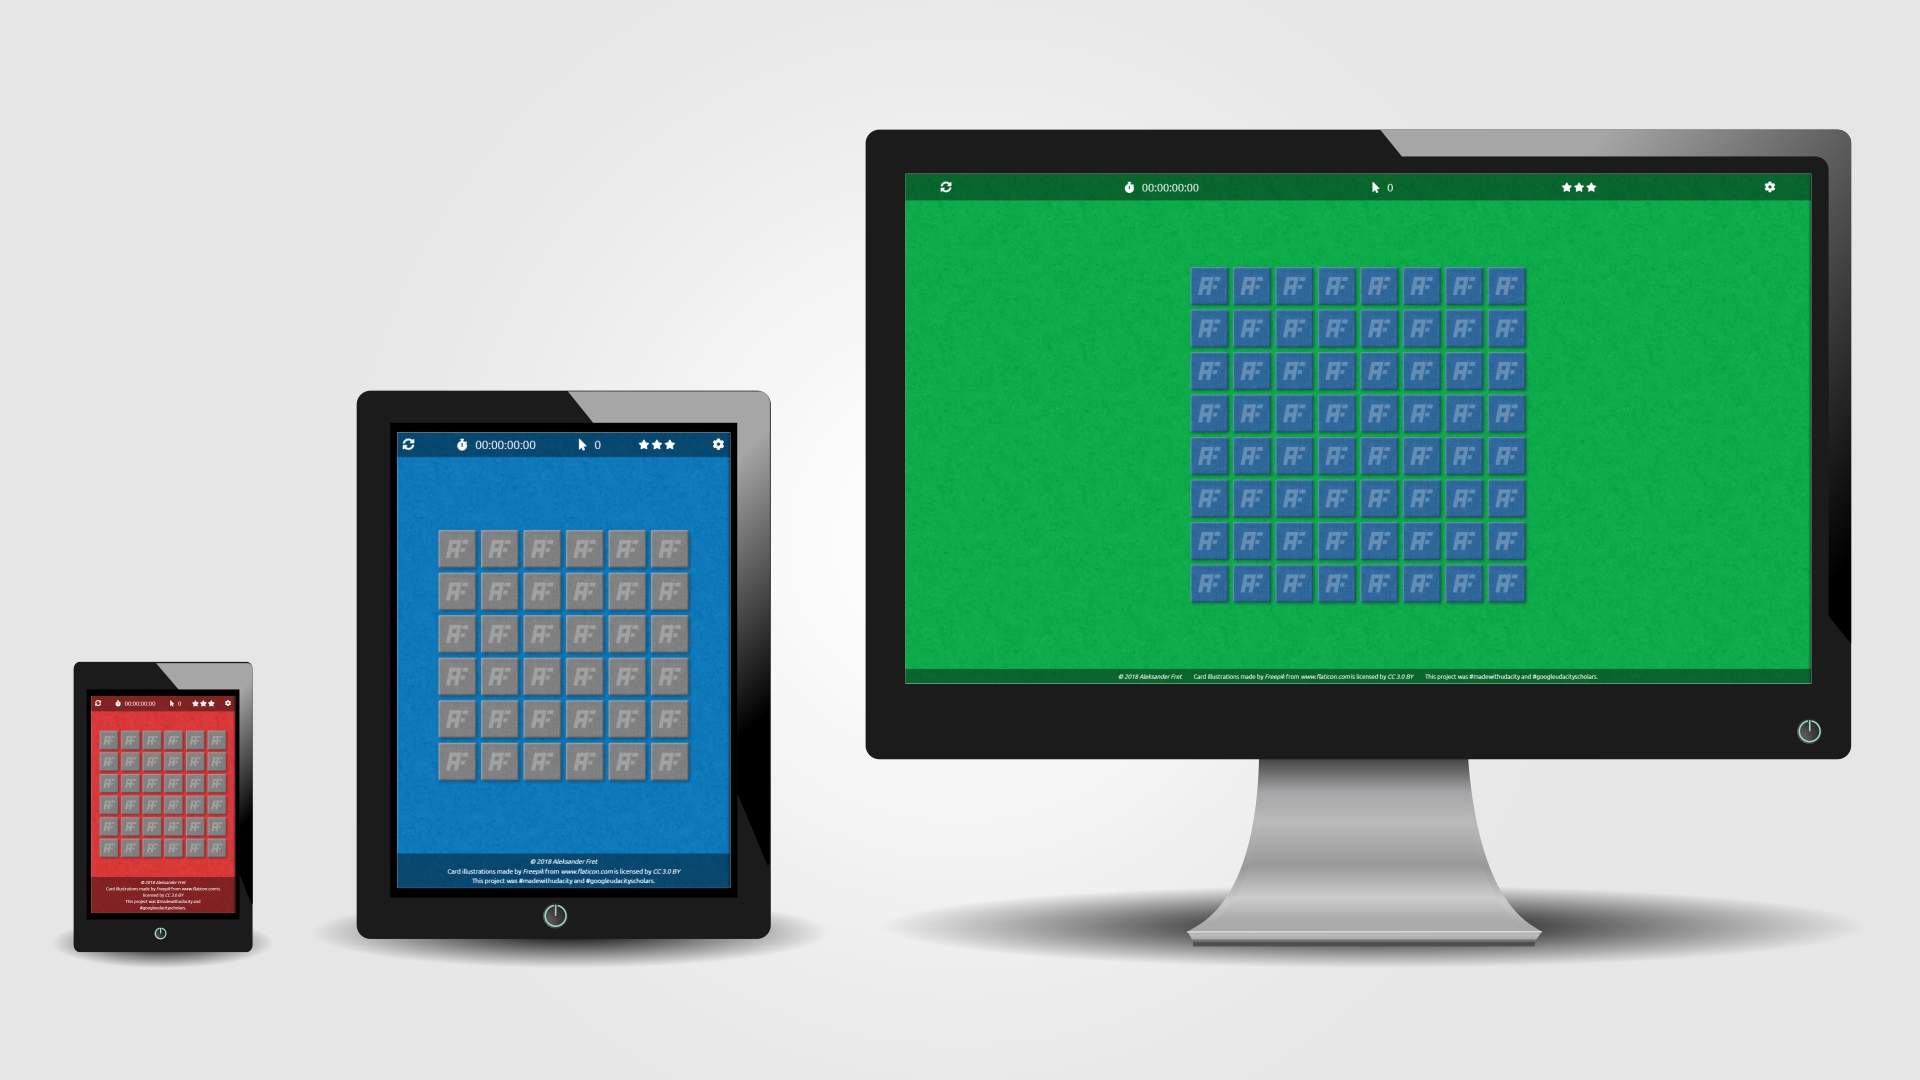 00:00:00:00 0
© 2018 Aleksander Fret
Card illustrations made by Freepik from www.flaticon.com is
licensed by CC 3.0 BY
This project was #madewithudacity and
#googleudacityscholars.
00:00:00:00 0
© 2018 Aleksander Fret
Card illustrations made by Freepik from www.flaticon.com is licensed by CC 3.0 BY
This project was #madewithudacity and #googleudacityscholars.
00:00:00:00 0
© 2018 Aleksander Fret Card illustrations made by Freepik from www.flaticon.com is licensed by CC 3.0 BY This project was #madewithudacity and #googleudacityscholars.